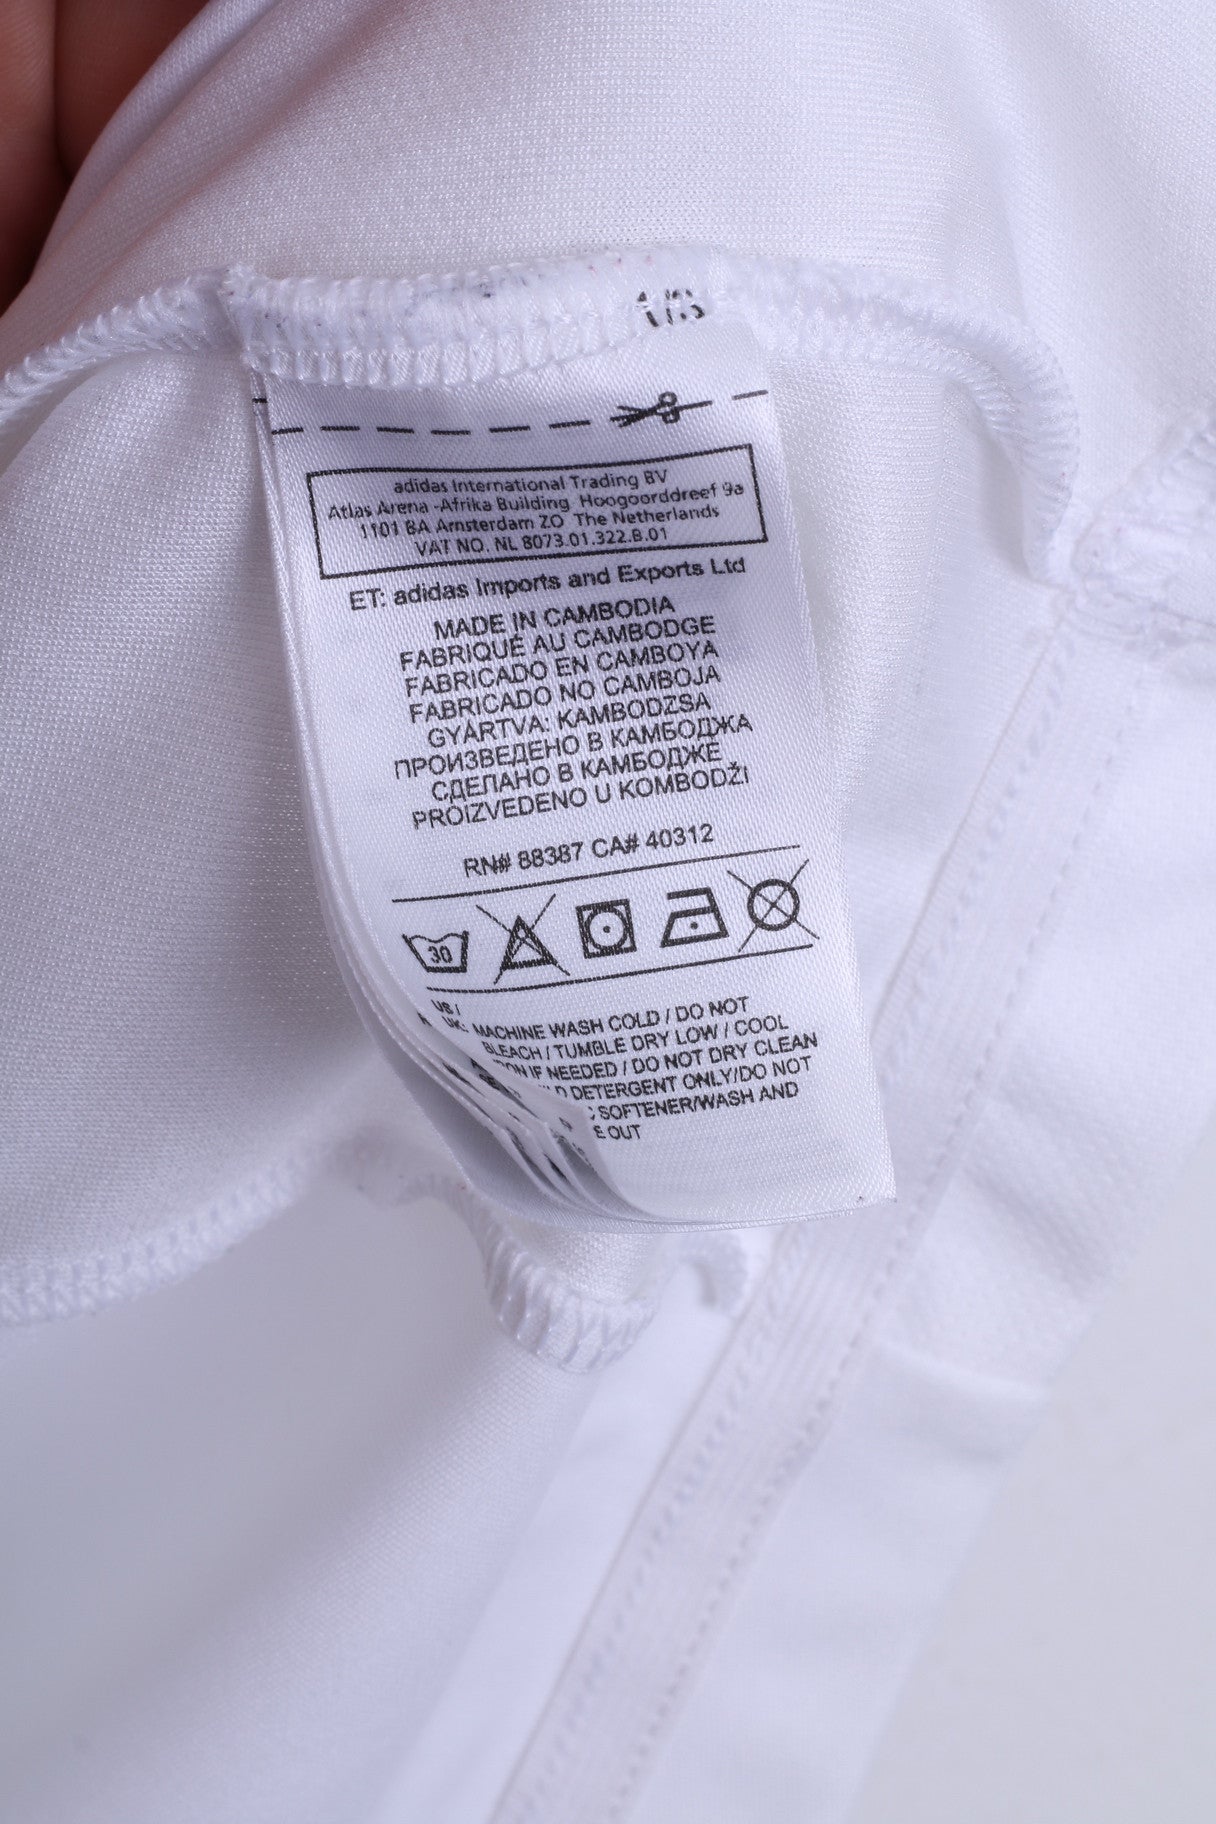 1/8
adidas International Trading BV
Atlas Arena -Afrika Building Hoogoorddreef 9a
1101 BA Amsterdam ZO The Netherlands
VAT NO. NL 8073.01.322.B.01
ET: adidas Imports and Exports Ltd
MADE IN CAMBODIA
FABRIQUÉ AU CAMBODGE
FABRICADO EN CAMBOYA
FABRICADO NO CAMBOJA
GYÁRTVA: KAMBODZSA
ПРОИЗВЕДЕНО В КАМБОДЖА
СДЕЛАНО В КАМБОДЖЕ
PROIZVEDENO U KOMBODŽI
RN# 88387 CA# 40312
30
US /
UK: MACHINE WASH COLD / DO NOT
BLEACH / TUMBLE DRY LOW / COOL
IF NEEDED / DO NOT DRY CLEAN
DETERGENT ONLY/DO NOT
SOFTENER/WASH AND
OUT